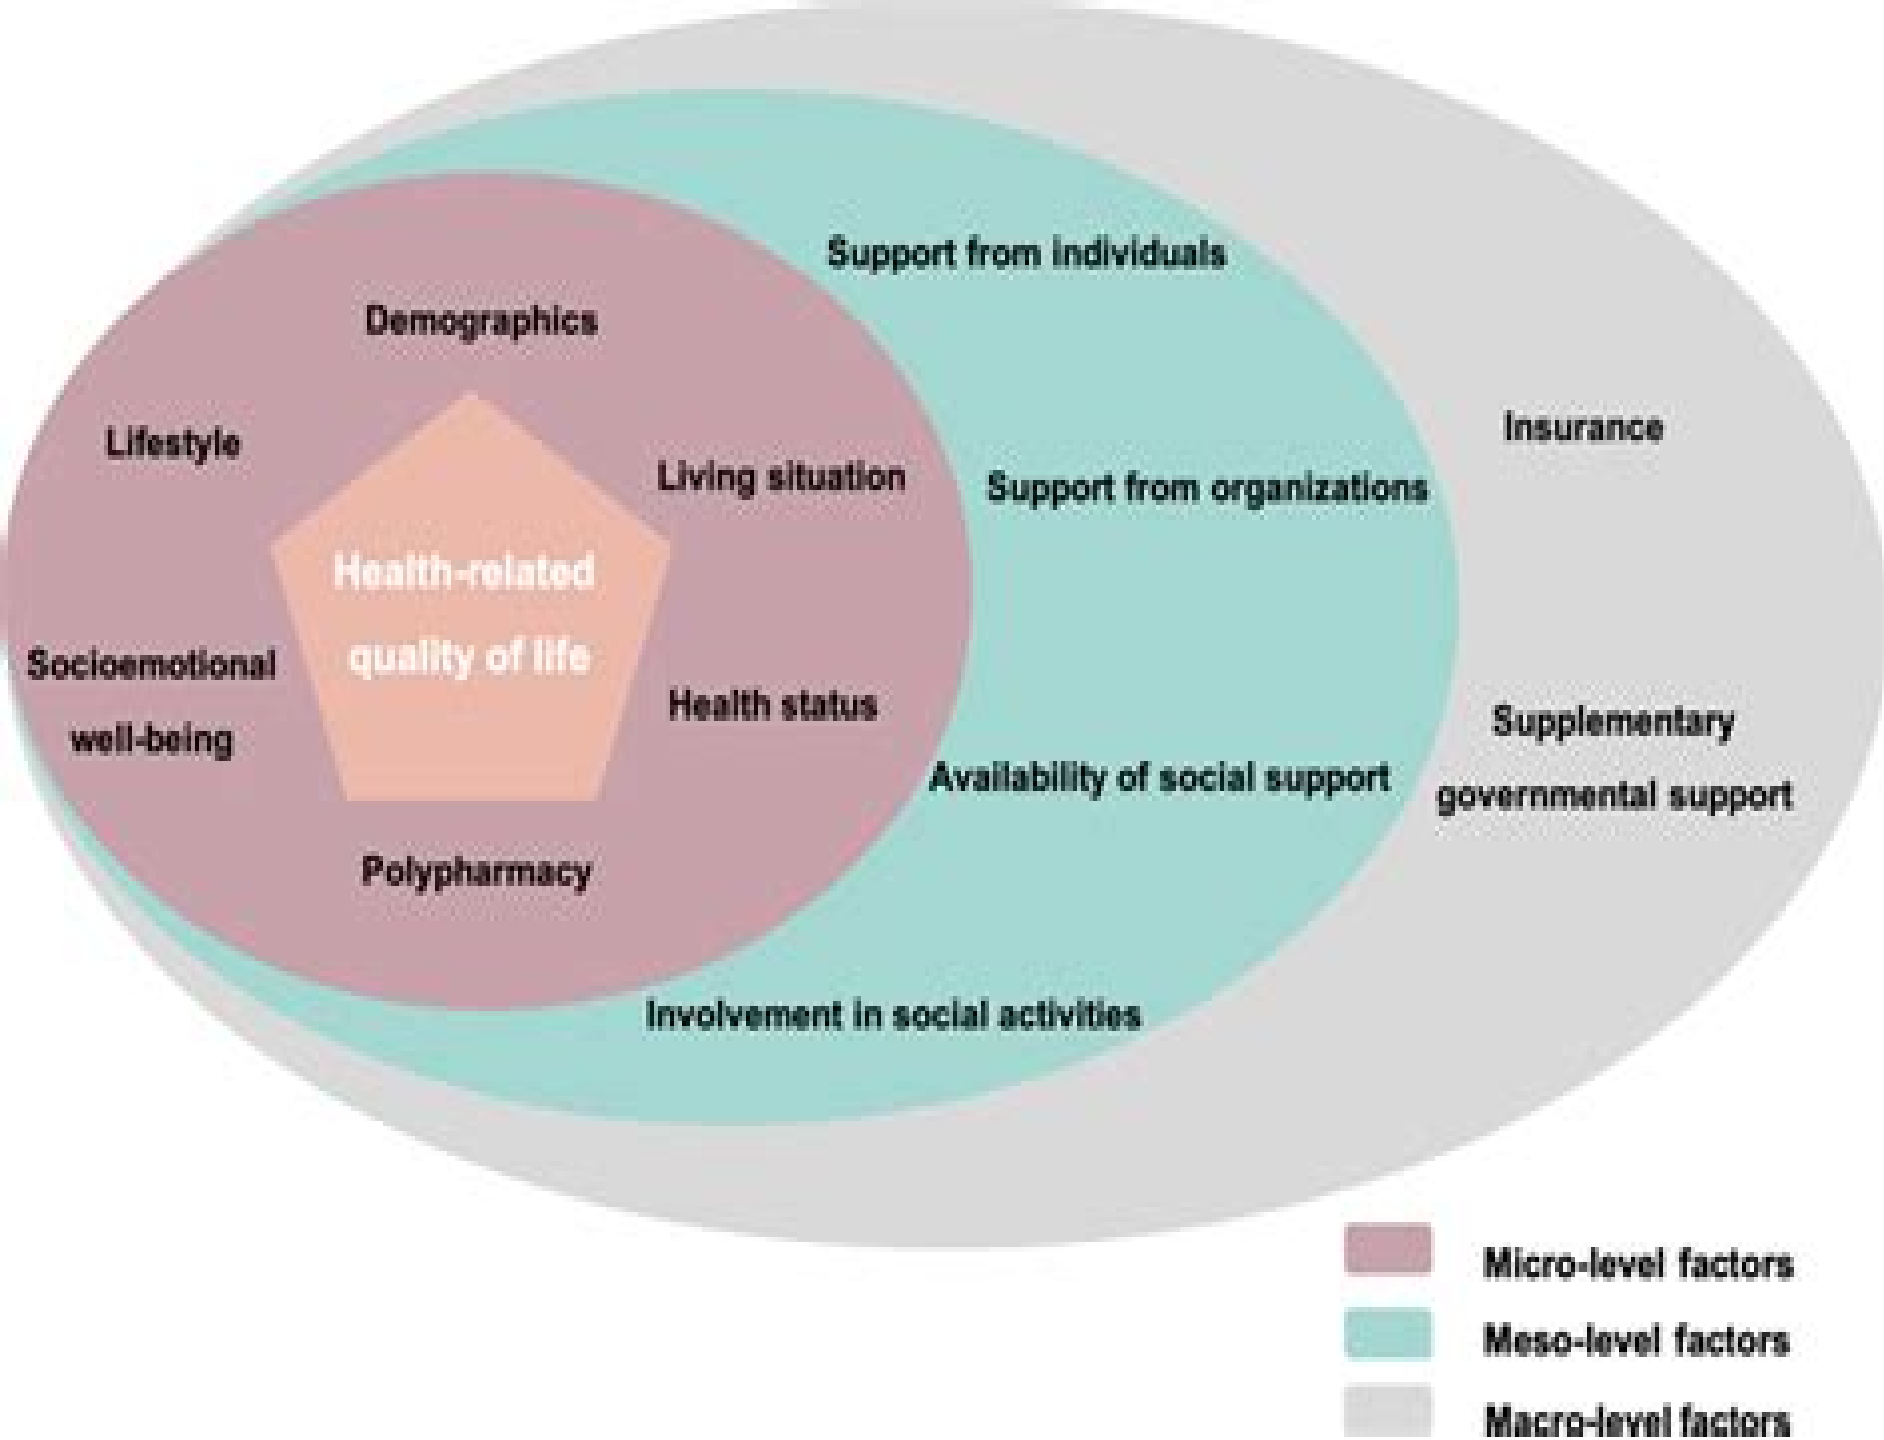 Support from individuals
Demographics
Lifestyle
Insurance
Living situation
Support from organizations
Health-related
quality of life
Socioemotional
well-being
Health status
Supplementary
governmental support
Availability of social support
Polypharmacy
Involvement in social activities
Micro-level factors
Meso-level factors
Macro-level factors